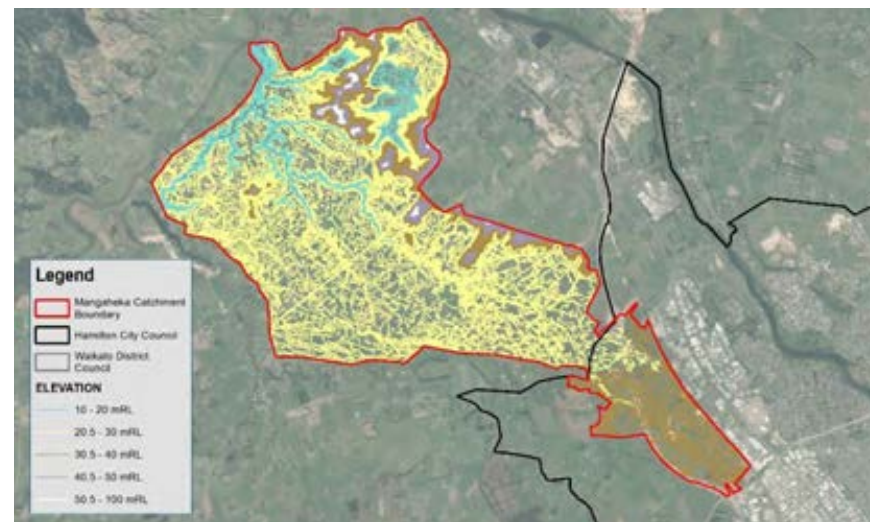 Legend
Mangaheka Catchment
Boundary
Hamilton City Council
Waikato District
Council
ELEVATION
10 - 20 mRL
20.5 - 30 mRL
30.5 - 40 mRL
40.5 - 50 mRL
50.5 - 100 mRL